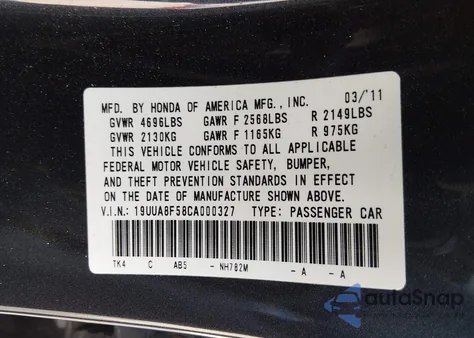 MFD. BY HONDA OF AMERICA MFG., INC. 03/'11
GVWR 4696LBS GAWR F 2568LBS R 2149LBS
GVWR 2130KG GAWR F 1165KG R 975KG
THIS VEHICLE CONFORMS TO ALL APPLICABLE
FEDERAL MOTOR VEHICLE SAFETY, BUMPER,
AND THEFT PREVENTION STANDARDS IN EFFECT
ON THE DATE OF MANUFACTURE SHOWN ABOVE.
V.I.N.: 19UUA8F58CA000327 TYPE: PASSENGER CAR
TK4 C AB5 - NH782M - A - A
autoSnap